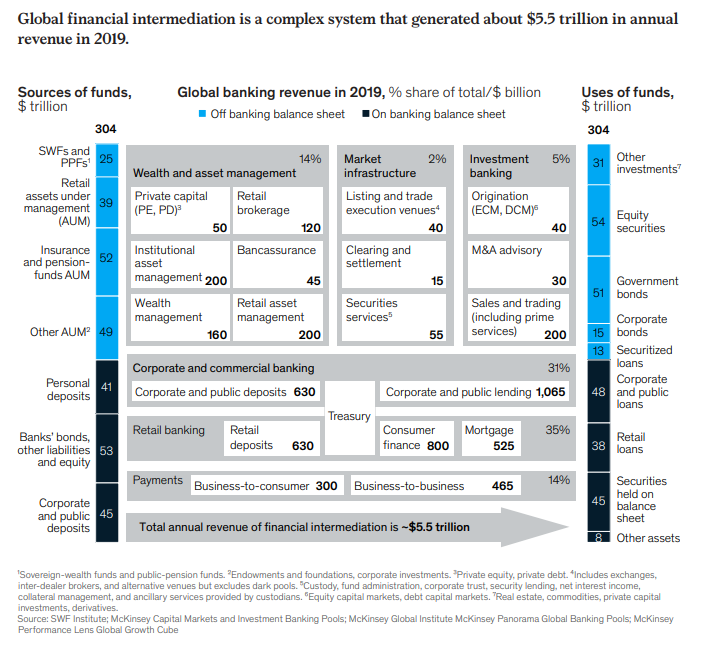 Global financial intermediation is a complex system that generated about $5.5 trillion in annual
revenue in 2019.
Sources of funds,
$ trillion
Global banking revenue in 2019, % share of total/$ billion
Off banking balance sheet
On banking balance sheet
Uses of funds,
$ trillion
304
SWFs and
PPFs¹
25
Retail
assets under
management
(AUM)
39
Insurance
and pension-
funds AUM
52
Other AUM²
49
Personal
deposits
41
Banks' bonds,
other liabilities
and equity
53
Corporate
and public
deposits
45
14%
Wealth and asset management
Private capital
(PE, PD)³
50
Retail
brokerage
120
Institutional
asset
management 200
Bancassurance
45
Wealth
management
160
Retail asset
management
200
Market
infrastructure
2%
Listing and trade
execution venues⁴
40
Clearing and
settlement
15
Securities
services⁵
55
Investment
banking
5%
Origination
(ECM, DCM)⁶
40
M&A advisory
30
Sales and trading
(including prime
services) 200
Corporate and commercial banking
31%
Corporate and public deposits 630
Corporate and public lending 1,065
Treasury
Retail banking
Retail
deposits 630
Consumer
finance 800
Mortgage
525
35%
Payments
Business-to-consumer 300
Business-to-business 465
14%
Total annual revenue of financial intermediation is ~$5.5 trillion
304
31
Other
investments⁷
54
Equity
securities
51
Government
bonds
15
Corporate
bonds
13
Securitized
loans
48
Corporate
and public
loans
38
Retail
loans
45
Securities
held on
balance
sheet
8
Other assets
¹Sovereign-wealth funds and public-pension funds. ²Endowments and foundations, corporate investments. ³Private equity, private debt. ⁴Includes exchanges,
inter-dealer brokers, and alternative venues but excludes dark pools. ⁵Custody, fund administration, corporate trust, security lending, net interest income,
collateral management, and ancillary services provided by custodians. ⁶Equity capital markets, debt capital markets. ⁷Real estate, commodities, private capital
investments, derivatives.
Source: SWF Institute; McKinsey Capital Markets and Investment Banking Pools; McKinsey Global Institute McKinsey Panorama Global Banking Pools; McKinsey
Performance Lens Global Growth Cube